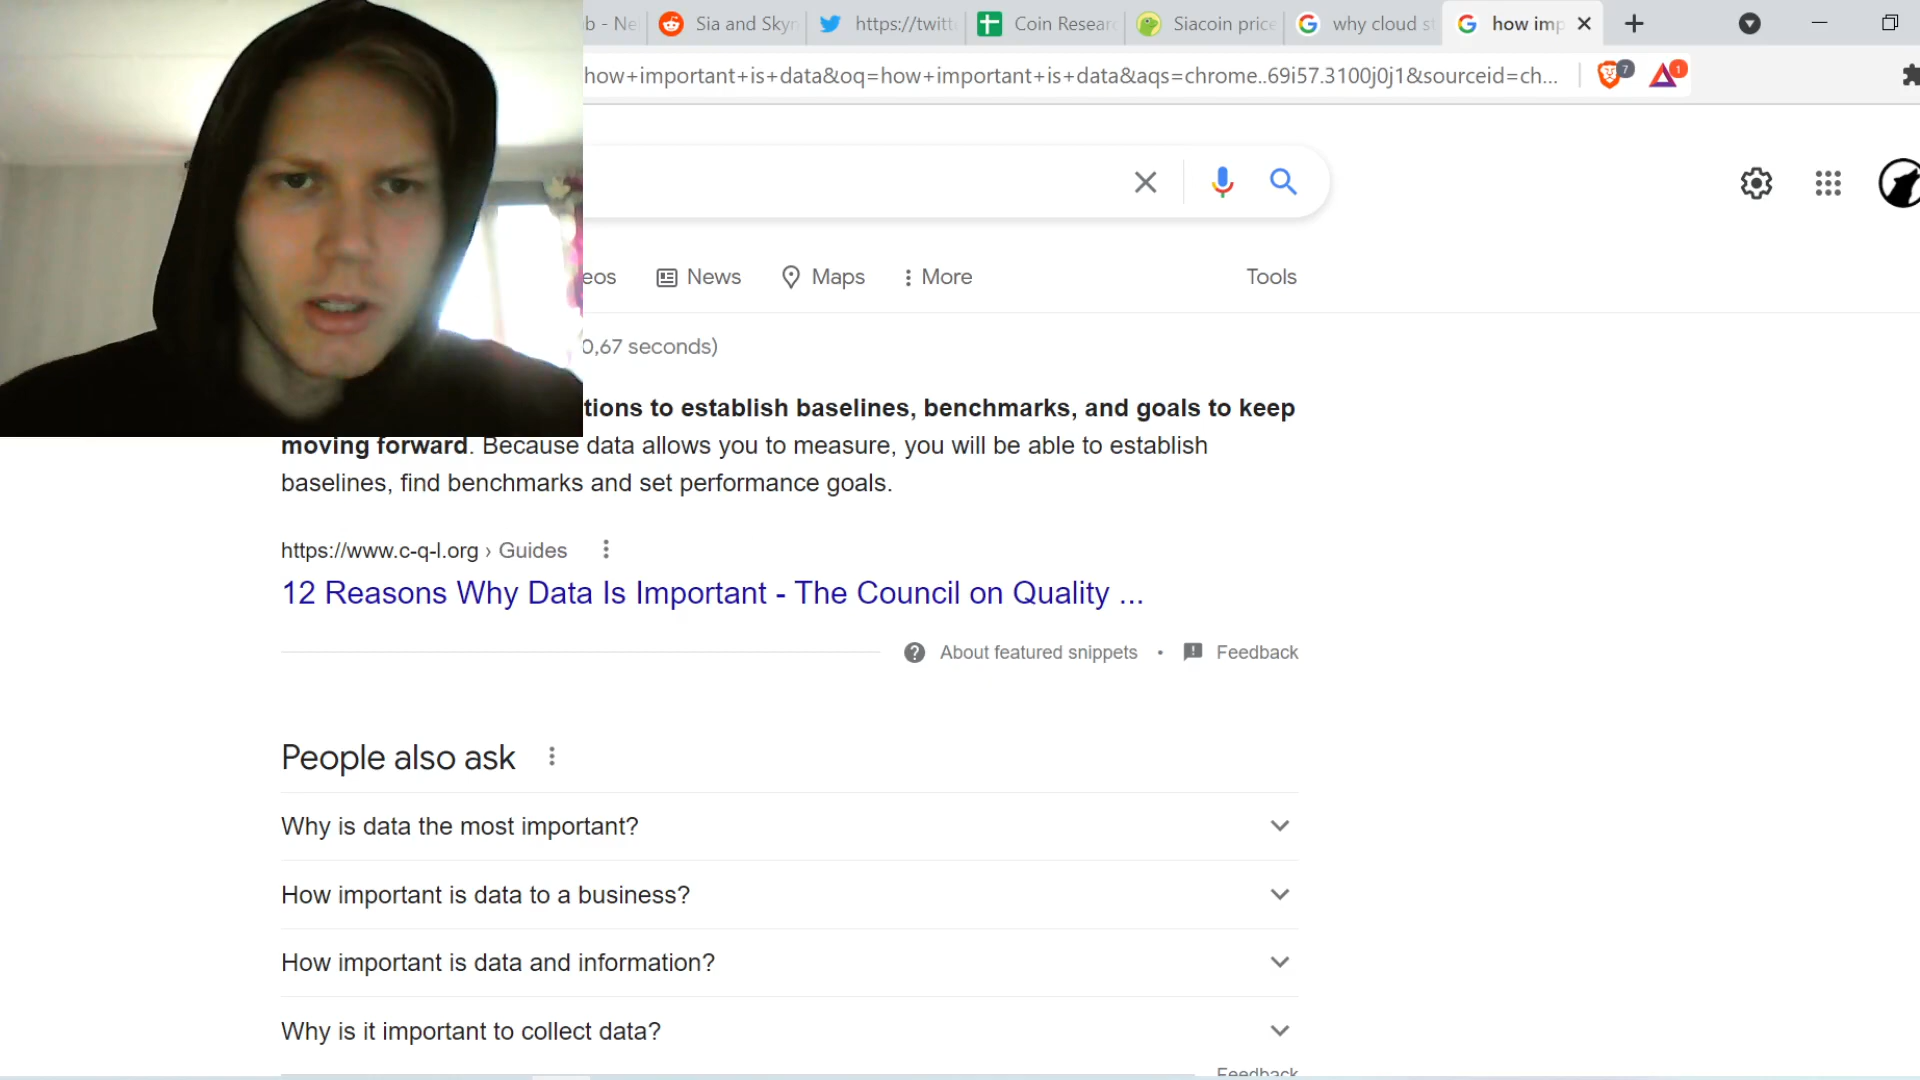 b - Ne
Sia and Skyn
https://twitt
Coin Researc
Siacoin price
why cloud st
how imp
how+important+is+data&oq=how+important+is+data&aqs=chrome..69i57.3100j0j1&sourceid=ch...
7
1
eos
News
Maps
More
Tools
0,67 seconds)
tions to establish baselines, benchmarks, and goals to keep
moving forward. Because data allows you to measure, you will be able to establish
baselines, find benchmarks and set performance goals.
https://www.c-q-l.org › Guides
12 Reasons Why Data Is Important - The Council on Quality ...
About featured snippets • Feedback
People also ask
Why is data the most important?
How important is data to a business?
How important is data and information?
Why is it important to collect data?
Feedback